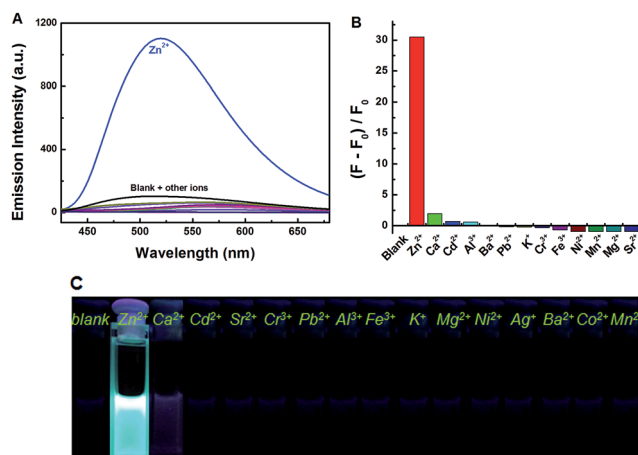 A
1200
800
400
0
Emission Intensity (a.u.)
Zn²⁺
Blank + other ions
450 500 550 600 650
Wavelength (nm)
B
30
25
20
15
10
5
0
(F - F₀) / F₀
Blank Zn²⁺ Ca²⁺ Cd²⁺ Al³⁺ Ba²⁺ Pb²⁺ K⁺ Cr³⁺ Fe³⁺ Ni²⁺ Mn²⁺ Mg²⁺ Sr²⁺
C
blank Zn²⁺ Ca²⁺ Cd²⁺ Sr²⁺ Cr³⁺ Pb²⁺ Al³⁺ Fe³⁺ K⁺ Mg²⁺ Ni²⁺ Ag⁺ Ba²⁺ Co²⁺ Mn²